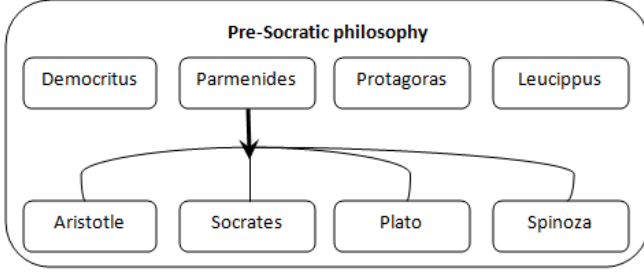 Pre-Socratic philosophy
Democritus Parmenides Protagoras Leucippus
Aristotle Socrates Plato Spinoza